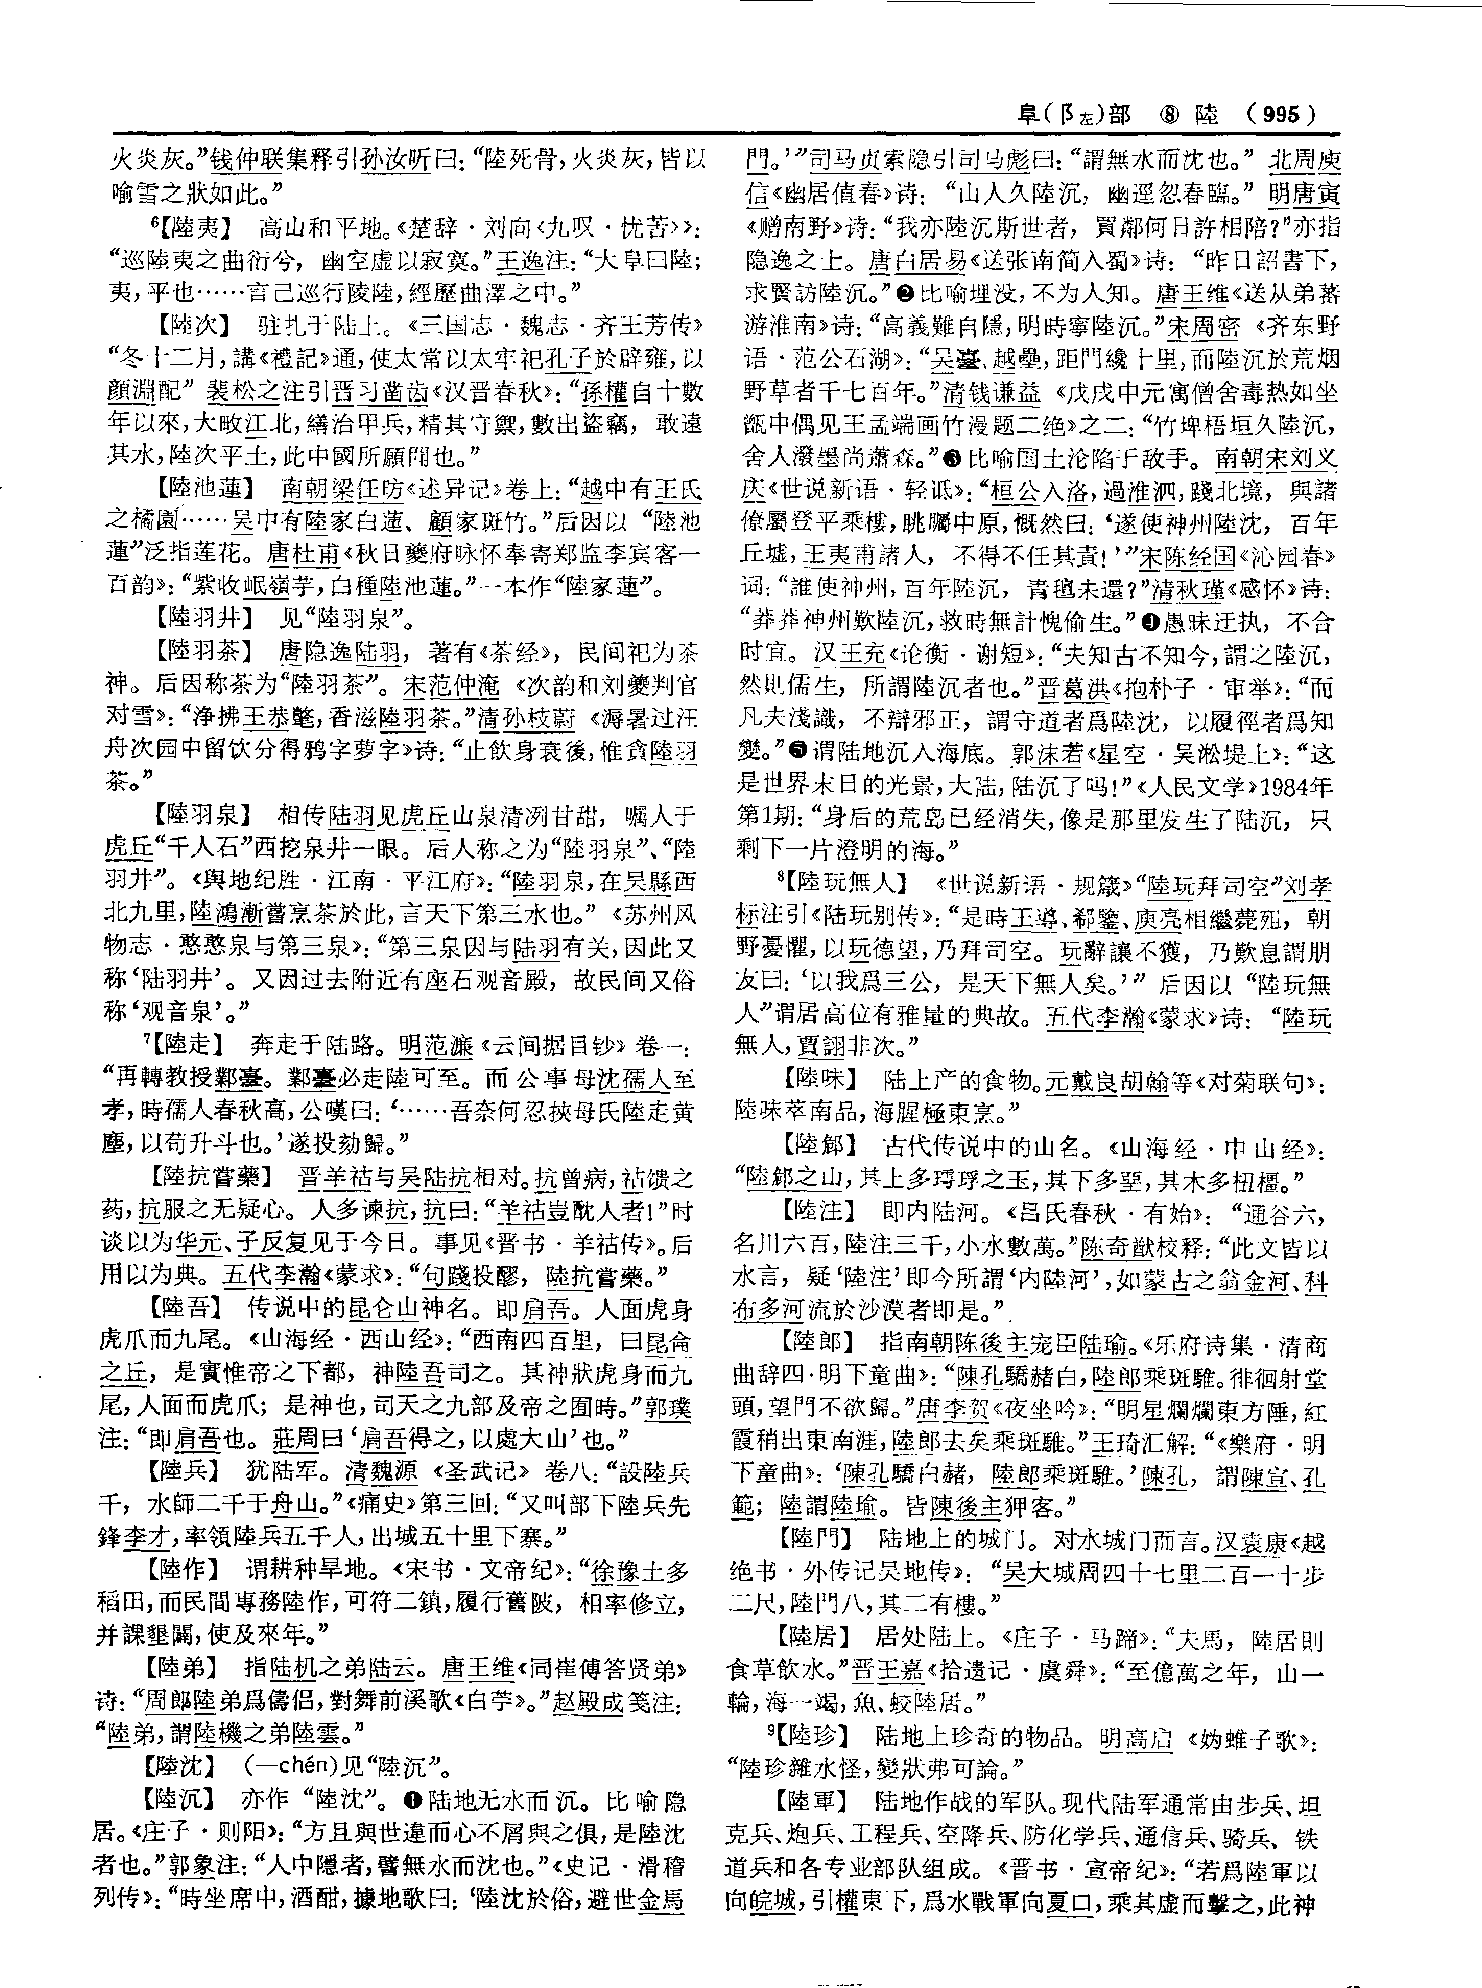 阜(阝左)部 ⑧ 陸 (995)
火炎灰。”钱仲联集释引孙汝听曰:“陸死骨,火炎灰,皆以
喻雪之狀如此。”
⁶【陸夷】 高山和平地。《楚辞·刘向〈九叹·忧苦〉》:
“巡陸夷之曲衍兮,幽空虚以寂寞。”王逸注:“大阜曰陸;
夷,平也……言己巡行陵陸,經歷曲澤之中。”
【陸次】 驻扎于陆上。《三国志·魏志·齐王芳传》
“冬十二月,講《禮記》通,使太常以太牢祀孔子於辟雍,以
顔淵配” 裴松之注引晋习凿齿《汉晋春秋》:“孫權自十數
年以來,大畋江北,繕治甲兵,精其守禦,數出盜竊,敢遠
其水,陸次平土,此中國所願聞也。”
【陸池蓮】 南朝梁任昉《述异记》卷上:“越中有王氏
之橘園……吴中有陸家白蓮、顧家斑竹。”后因以“陸池
蓮”泛指莲花。唐杜甫《秋日夔府咏怀奉寄郑监李宾客一
百韵》:“紫收岷嶺芋,白種陸池蓮。”一本作“陸家蓮”。
【陸羽井】 见“陸羽泉”。
【陸羽茶】 唐隐逸陆羽,著有《茶经》,民间祀为茶
神。后因称茶为“陸羽茶”。宋范仲淹《次韵和刘夔判官
对雪》:“净拂王恭氅,香滋陸羽茶。”清孙枝蔚《溽暑过汪
舟次园中留饮分得鸦字萝字》诗:“止飲身衰後,惟貪陸羽
茶。”
【陸羽泉】 相传陆羽见虎丘山泉清冽甘甜,嘱人于
虎丘“千人石”西挖泉井一眼。后人称之为“陸羽泉”、“陸
羽井”。《舆地纪胜·江南·平江府》:“陸羽泉,在吴縣西
北九里,陸鴻漸嘗烹茶於此,言天下第三水也。”《苏州风
物志·憨憨泉与第三泉》:“第三泉因与陆羽有关,因此又
称‘陆羽井’。又因过去附近有座石观音殿,故民间又俗
称‘观音泉’。”
⁷【陸走】 奔走于陆路。明范濂《云间据目钞》卷一:
“再轉教授鄴臺。鄴臺必走陸可至。而公事母沈孺人至
孝,時孺人春秋高,公嘆曰:‘……吾奈何忍挾母氏陸走黄
塵,以苟升斗也。’遂投劾歸。”
【陸抗嘗藥】 晋羊祜与吴陆抗相对。抗曾病,祜馈之
药,抗服之无疑心。人多谏抗,抗曰:“羊祜豈酖人者!”时
谈以为华元、子反复见于今日。事见《晋书·羊祜传》。后
用以为典。五代李瀚《蒙求》:“句踐投醪,陸抗嘗藥。”
【陸吾】 传说中的昆仑山神名。即肩吾。人面虎身
虎爪而九尾。《山海经·西山经》:“西南四百里,曰昆侖
之丘,是實惟帝之下都,神陸吾司之。其神狀虎身而九
尾,人面而虎爪;是神也,司天之九部及帝之囿時。”郭璞
注:“即肩吾也。莊周曰‘肩吾得之,以處大山’也。”
【陸兵】 犹陆军。清魏源《圣武记》卷八:“設陸兵
千,水師二千于舟山。”《痛史》第三回:“又叫部下陸兵先
鋒李才,率領陸兵五千人,出城五十里下寨。”
【陸作】 谓耕种旱地。《宋书·文帝纪》:“徐豫土多
稻田,而民間專務陸作,可符二鎮,履行舊陂,相率修立,
并課墾闢,使及來年。”
【陸弟】 指陆机之弟陆云。唐王维《同崔傅答贤弟》
诗:“周郎陸弟爲儔侣,對舞前溪歌《白苧》。”赵殿成笺注:
“陸弟,謂陸機之弟陸雲。”
【陸沈】 (—chén)见“陸沉”。
【陸沉】 亦作“陸沈”。❶陆地无水而沉。比喻隐
居。《庄子·则阳》:“方且與世違而心不屑與之俱,是陸沈
者也。”郭象注:“人中隱者,譬無水而沈也。”《史记·滑稽
列传》:“時坐席中,酒酣,據地歌曰:‘陸沈於俗,避世金馬
門。’”司马贞索隐引司马彪曰:“謂無水而沈也。”北周庾
信《幽居值春》诗:“山人久陸沉,幽逕忽春臨。”明唐寅
《赠南野》诗:“我亦陸沉斯世者,買鄰何日許相陪?”亦指
隐逸之士。唐白居易《送张南简入蜀》诗:“昨日詔書下,
求賢訪陸沉。”❷比喻埋没,不为人知。唐王维《送从弟蕃
游淮南》诗:“高義難自隱,明時寧陸沉。”宋周密《齐东野
语·范公石湖》:“吴臺、越壘,距門纔十里,而陸沉於荒烟
野草者千七百年。”清钱谦益《戊戌中元寓僧舍毒热如坐
甑中偶见王孟端画竹漫题二绝》之二:“竹埤梧垣久陸沉,
舍人潑墨尚蕭森。”❸比喻国土沦陷于敌手。南朝宋刘义
庆《世说新语·轻诋》:“桓公入洛,過淮泗,踐北境,與諸
僚屬登平乘樓,眺矚中原,慨然曰:‘遂使神州陸沈,百年
丘墟,王夷甫諸人,不得不任其責!’”宋陈经国《沁园春》
词:“誰使神州,百年陸沉,青氊未還?”清秋瑾《感怀》诗:
“莽莽神州歎陸沉,救時無計愧偷生。”❹愚昧迂执,不合
时宜。汉王充《论衡·谢短》:“夫知古不知今,謂之陸沉,
然則儒生,所謂陸沉者也。”晋葛洪《抱朴子·审举》:“而
凡夫淺識,不辯邪正,謂守道者爲陸沈,以履徑者爲知
變。”❺谓陆地沉入海底。郭沫若《星空·吴淞堤上》:“这
是世界末日的光景,大陆,陆沉了吗!”《人民文学》1984年
第1期:“身后的荒岛已经消失,像是那里发生了陆沉,只
剩下一片澄明的海。”
⁸【陸玩無人】 《世说新语·规箴》“陸玩拜司空”刘孝
标注引《陆玩别传》:“是時王導、郗鑒、庾亮相繼薨殂,朝
野憂懼,以玩德望,乃拜司空。玩辭讓不獲,乃歎息謂朋
友曰:‘以我爲三公,是天下無人矣。’”后因以“陸玩無
人”谓居高位有雅量的典故。五代李瀚《蒙求》诗:“陸玩
無人,賈詡非次。”
【陸味】 陆上产的食物。元戴良胡翰等《对菊联句》:
陸味萃南品,海腥極東烹。”
【陸䣝】 古代传说中的山名。《山海经·中山经》:
“陸䣝之山,其上多㻬琈之玉,其下多堊,其木多杻橿。”
【陸注】 即内陆河。《吕氏春秋·有始》:“通谷六,
名川六百,陸注三千,小水數萬。”陈奇猷校释:“此文皆以
水言,疑‘陸注’即今所謂‘内陸河’,如蒙古之翁金河、科
布多河流於沙漠者即是。”
【陸郎】 指南朝陈後主宠臣陆瑜。《乐府诗集·清商
曲辞四·明下童曲》:“陳孔驕赭白,陸郎乘斑騅。徘徊射堂
頭,望門不欲歸。”唐李贺《夜坐吟》:“明星爛爛東方陲,紅
霞稍出東南涯,陸郎去矣乘斑騅。”王琦汇解:“《樂府·明
下童曲》:‘陳孔驕白赭,陸郎乘斑騅。’陳孔,謂陳宣、孔
範;陸謂陸瑜。皆陳後主狎客。”
【陸門】 陆地上的城门。对水城门而言。汉袁康《越
绝书·外传记吴地传》:“吴大城周四十七里二百一十步
二尺,陸門八,其二有樓。”
【陸居】 居处陆上。《庄子·马蹄》:“夫馬,陸居則
食草飲水。”晋王嘉《拾遗记·虞舜》:“至億萬之年,山一
輪,海一竭,魚、蛟陸居。”
⁹【陸珍】 陆地上珍奇的物品。明高启《妫蜼子歌》:
“陸珍雜水怪,變狀弗可論。”
【陸軍】 陆地作战的军队。现代陆军通常由步兵、坦
克兵、炮兵、工程兵、空降兵、防化学兵、通信兵、骑兵、铁
道兵和各专业部队组成。《晋书·宣帝纪》:“若爲陸軍以
向皖城,引權東下,爲水戰軍向夏口,乘其虚而擊之,此神